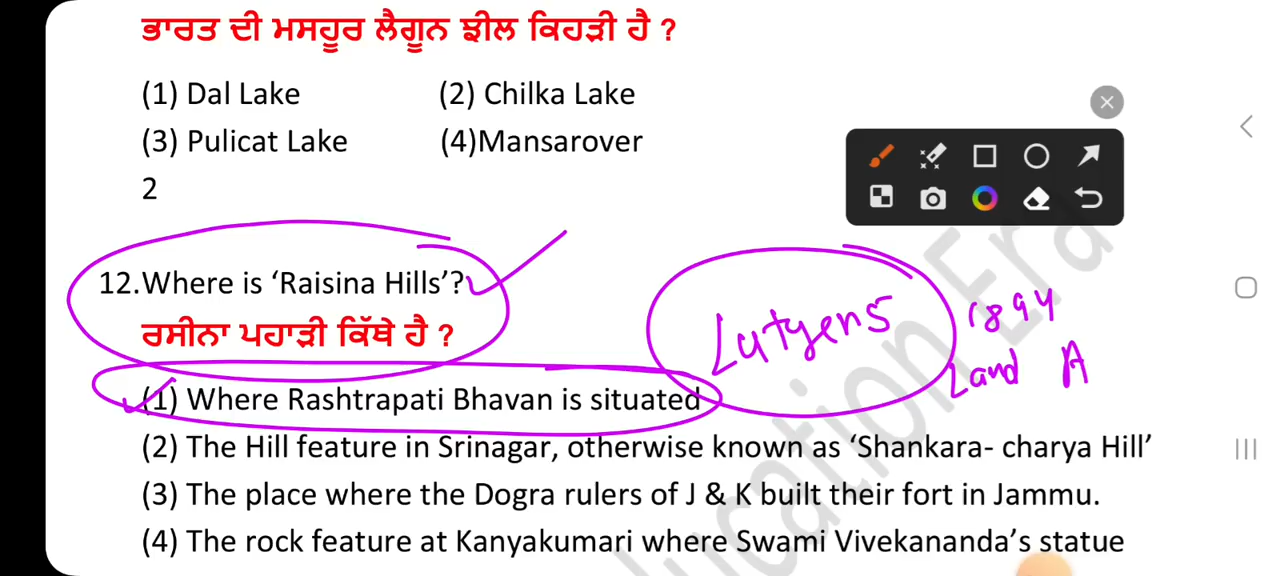 ਭਾਰਤ ਦੀ ਮਸਹੂਰ ਲੈਗੂਨ ਝੀਲ ਕਿਹੜੀ ਹੈ ?
(1) Dal Lake (2) Chilka Lake
(3) Pulicat Lake (4)Mansarover
2
12.Where is ‘Raisina Hills’?
ਰਸੀਨਾ ਪਹਾੜੀ ਕਿੱਥੇ ਹੈ ?
Lutyens 1894
Land A
(1) Where Rashtrapati Bhavan is situated
(2) The Hill feature in Srinagar, otherwise known as ‘Shankara- charya Hill’
(3) The place where the Dogra rulers of J & K built their fort in Jammu.
(4) The rock feature at Kanyakumari where Swami Vivekananda’s statue
ducation Era